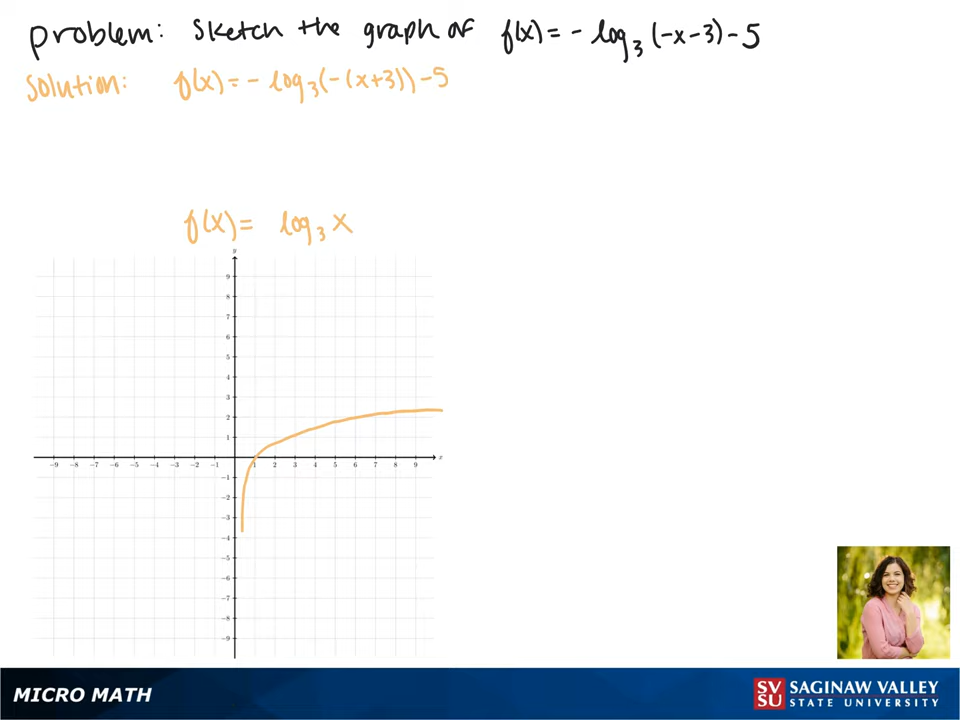 problem: Sketch the graph of f(x) = - log₃ (-x-3) - 5
Solution: f(x) = - log₃ (-(x+3)) - 5
f(x) = log₃ x
y
9
8
7
6
5
4
3
2
1
−9 −8 −7 −6 −5 −4 −3 −2 −1 1 2 3 4 5 6 7 8 9 x
−1
−2
−3
−4
−5
−6
−7
−8
−9
MICRO MATH
SV SU SAGINAW VALLEY
STATE UNIVERSITY